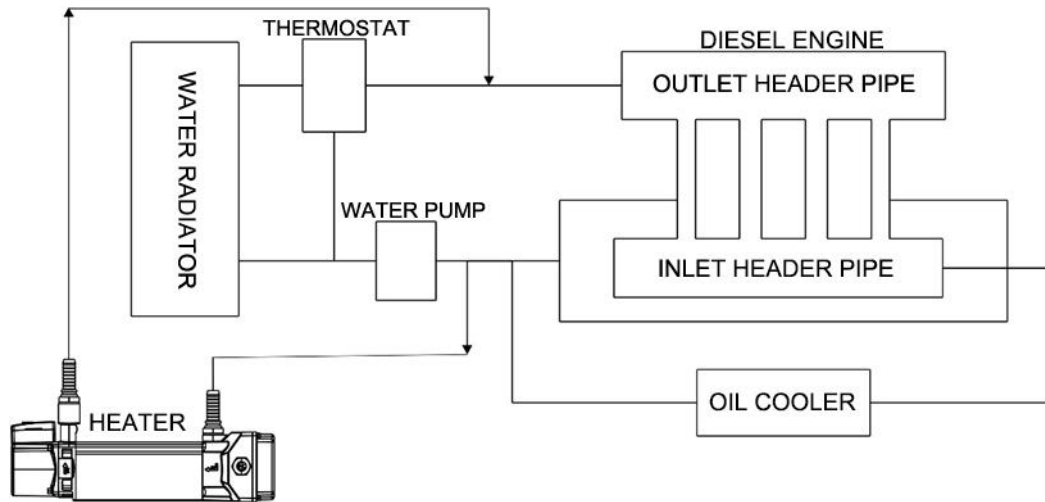 THERMOSTAT
DIESEL ENGINE
WATER RADIATOR
OUTLET HEADER PIPE
WATER PUMP
INLET HEADER PIPE
OIL COOLER
HEATER